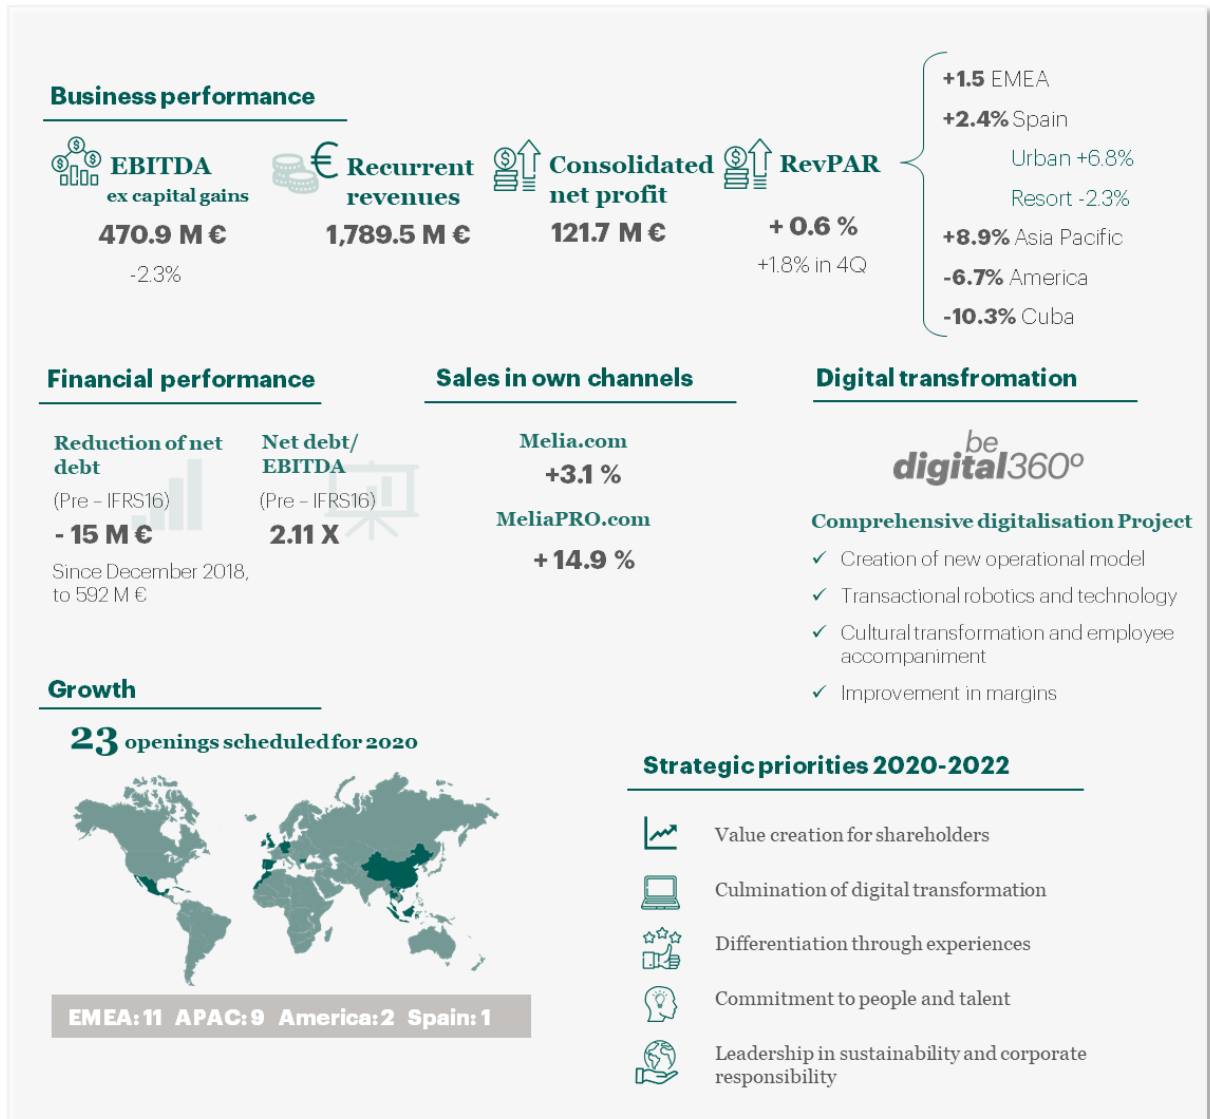 Business performance
EBITDA
ex capital gains
470.9 M €
-2.3%
Recurrent
revenues
1,789.5 M €
Consolidated
net profit
121.7 M €
RevPAR
+ 0.6 %
+1.8% in 4Q
+1.5 EMEA
+2.4% Spain
Urban +6.8%
Resort -2.3%
+8.9% Asia Pacific
-6.7% America
-10.3% Cuba
Financial performance
Reduction of net
debt
(Pre – IFRS16)
- 15 M €
Since December 2018,
to 592 M €
Net debt/
EBITDA
(Pre – IFRS16)
2.11 X
Sales in own channels
Melia.com
+3.1 %
MeliaPRO.com
+ 14.9 %
Digital transfromation
be
digital360º
Comprehensive digitalisation Project
✓ Creation of new operational model
✓ Transactional robotics and technology
✓ Cultural transformation and employee
accompaniment
✓ Improvement in margins
Growth
23 openings scheduled for 2020
EMEA: 11 APAC: 9 America: 2 Spain: 1
Strategic priorities 2020-2022
Value creation for shareholders
Culmination of digital transformation
Differentiation through experiences
Commitment to people and talent
Leadership in sustainability and corporate
responsibility